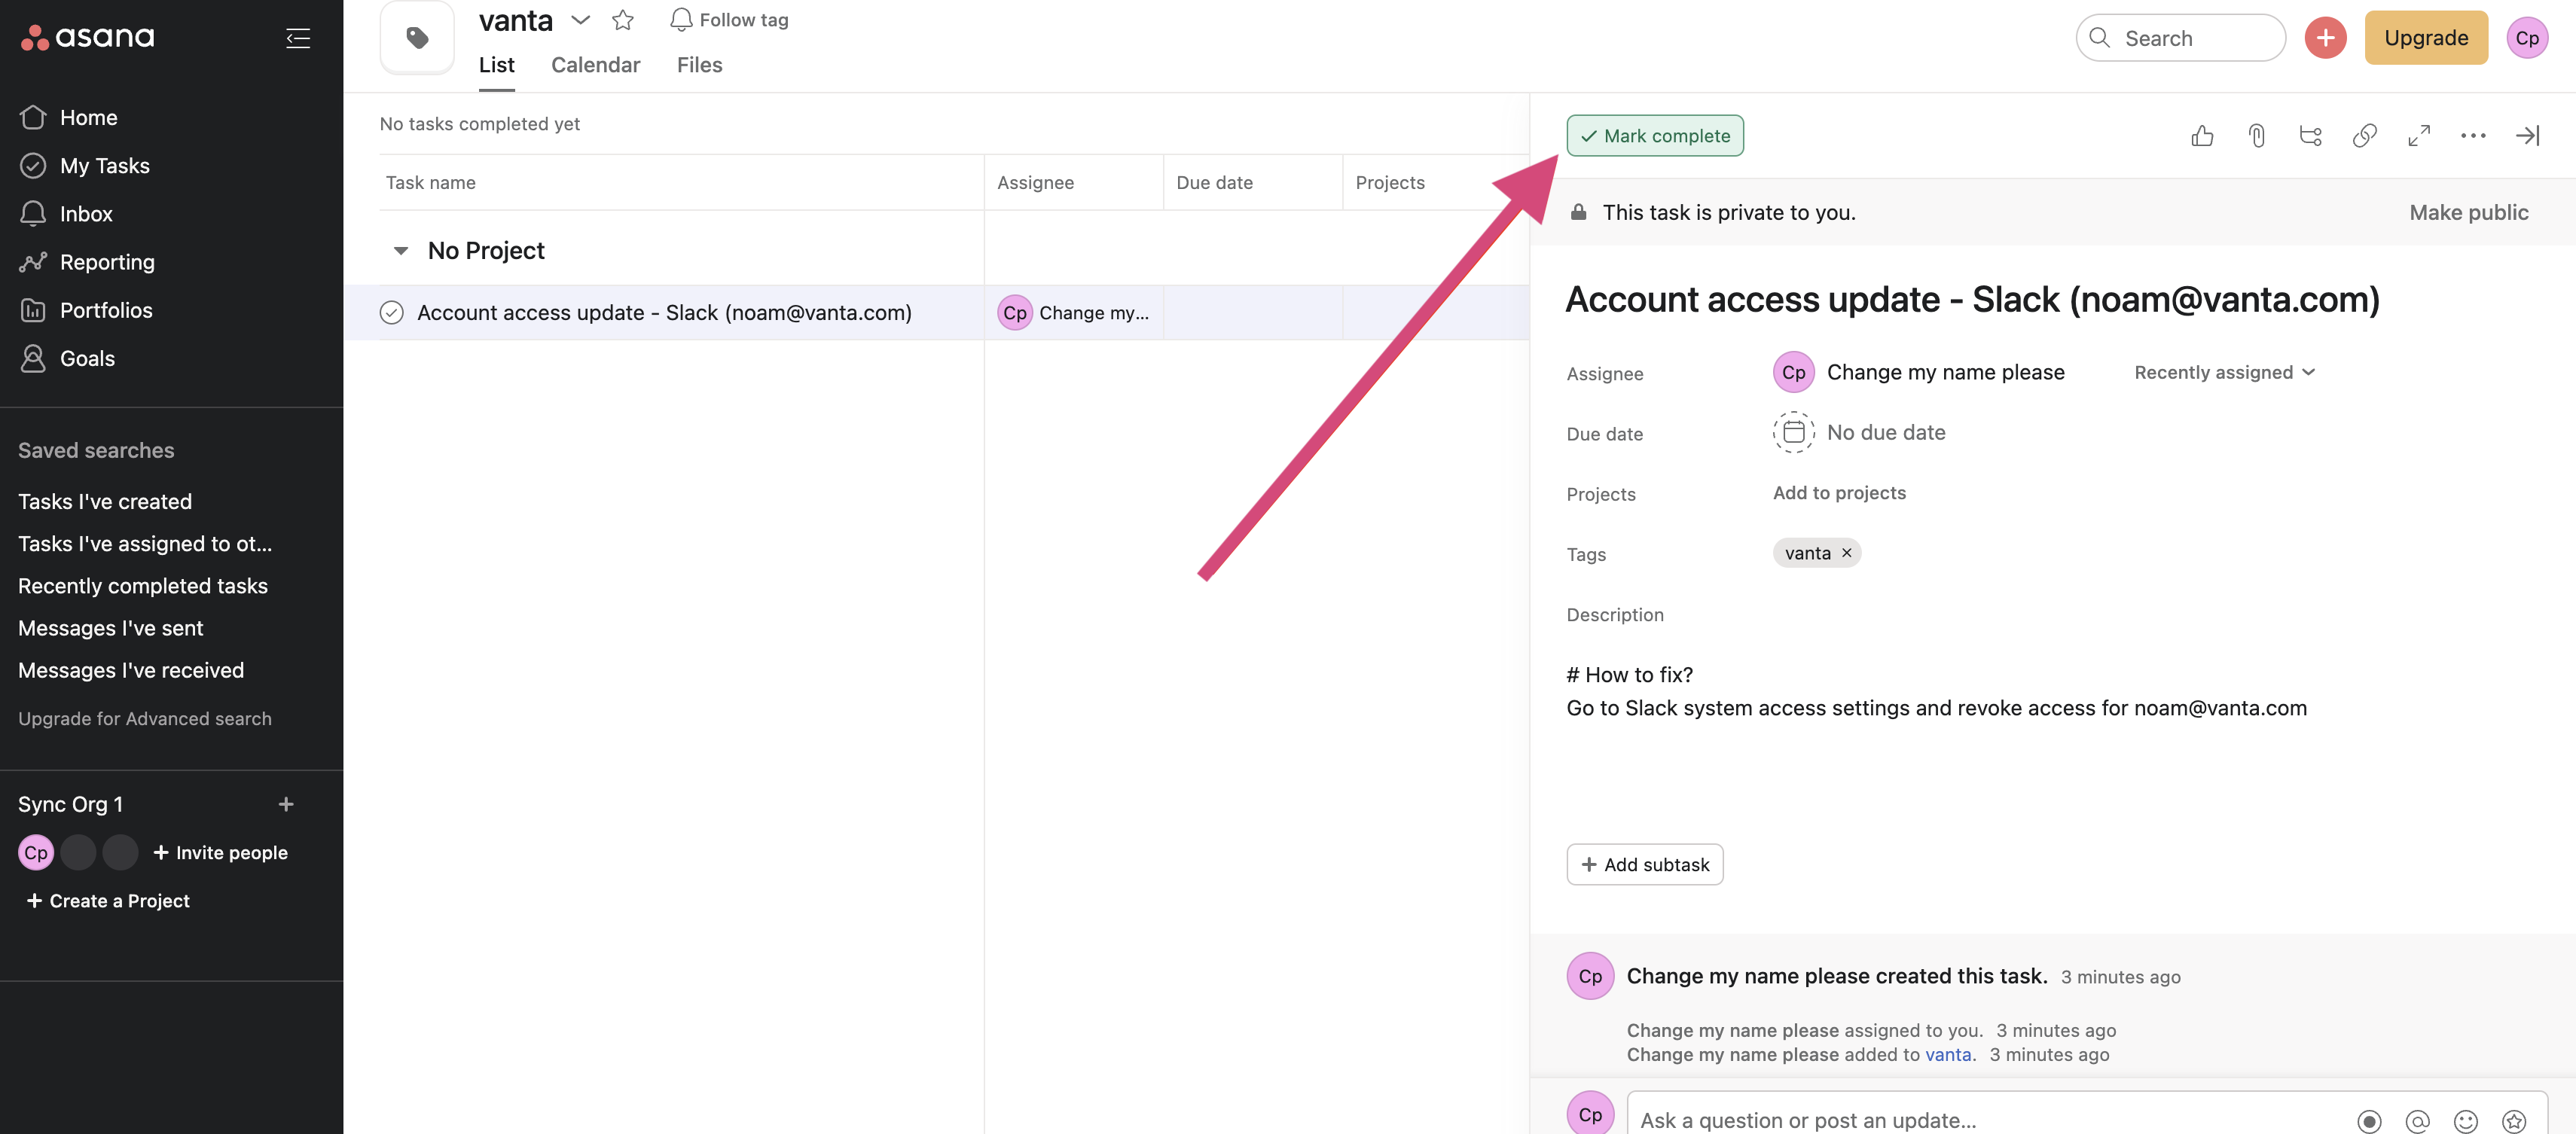 asana
Home
My Tasks
Inbox
Reporting
Portfolios
Goals
Saved searches
Tasks I've created
Tasks I've assigned to ot...
Recently completed tasks
Messages I've sent
Messages I've received
Upgrade for Advanced search
Sync Org 1
Cp
+ Invite people
+ Create a Project
vanta
Follow tag
List Calendar Files
Search
Upgrade
Cp
No tasks completed yet
Task name Assignee Due date Projects
No Project
Account access update - Slack (noam@vanta.com) Cp Change my...
Mark complete
This task is private to you. Make public
Account access update - Slack (noam@vanta.com)
Assignee Cp Change my name please Recently assigned
Due date No due date
Projects Add to projects
Tags vanta ×
Description
# How to fix?
Go to Slack system access settings and revoke access for noam@vanta.com
+ Add subtask
Cp Change my name please created this task. 3 minutes ago
Change my name please assigned to you. 3 minutes ago
Change my name please added to vanta. 3 minutes ago
Cp Ask a question or post an update...